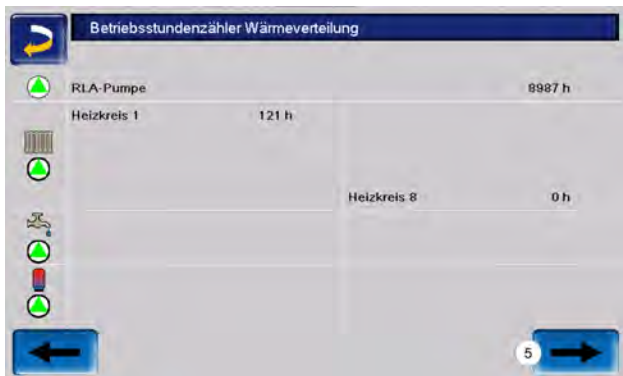 Betriebsstundenzähler Wärmeverteilung
RLA-Pumpe 8987 h
Heizkreis 1 121 h
Heizkreis 8 0 h
5